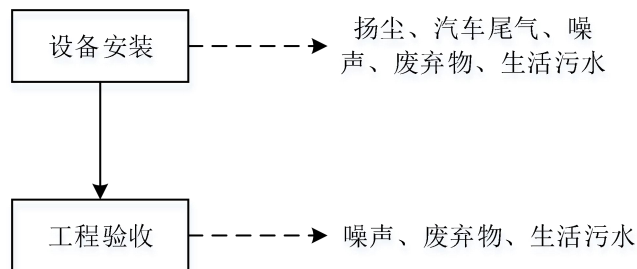 设备安装
扬尘、汽车尾气、噪
声、废弃物、生活污水
工程验收
噪声、废弃物、生活污水